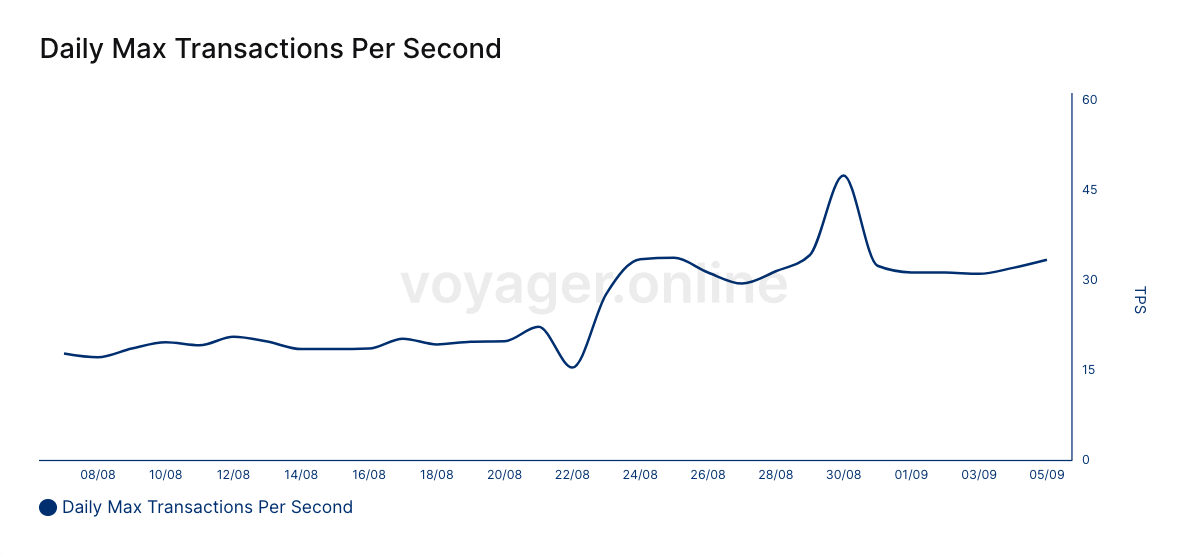 Daily Max Transactions Per Second
60
45
30
15
0
TPS
voyager.online
08/08 10/08 12/08 14/08 16/08 18/08 20/08 22/08 24/08 26/08 28/08 30/08 01/09 03/09 05/09
Daily Max Transactions Per Second